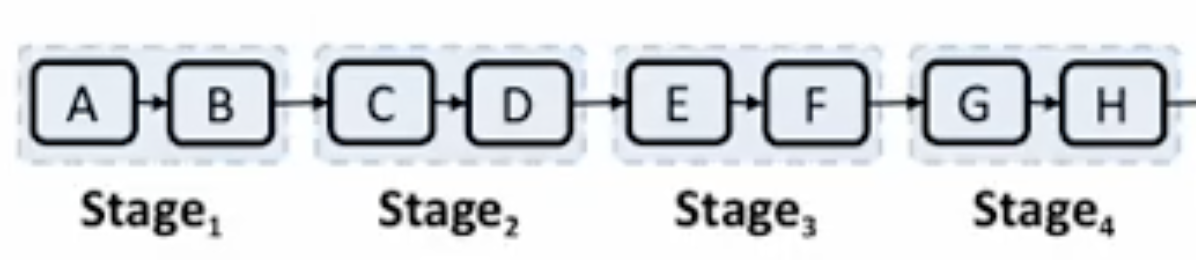 A B C D E F G H
Stage₁ Stage₂ Stage₃ Stage₄